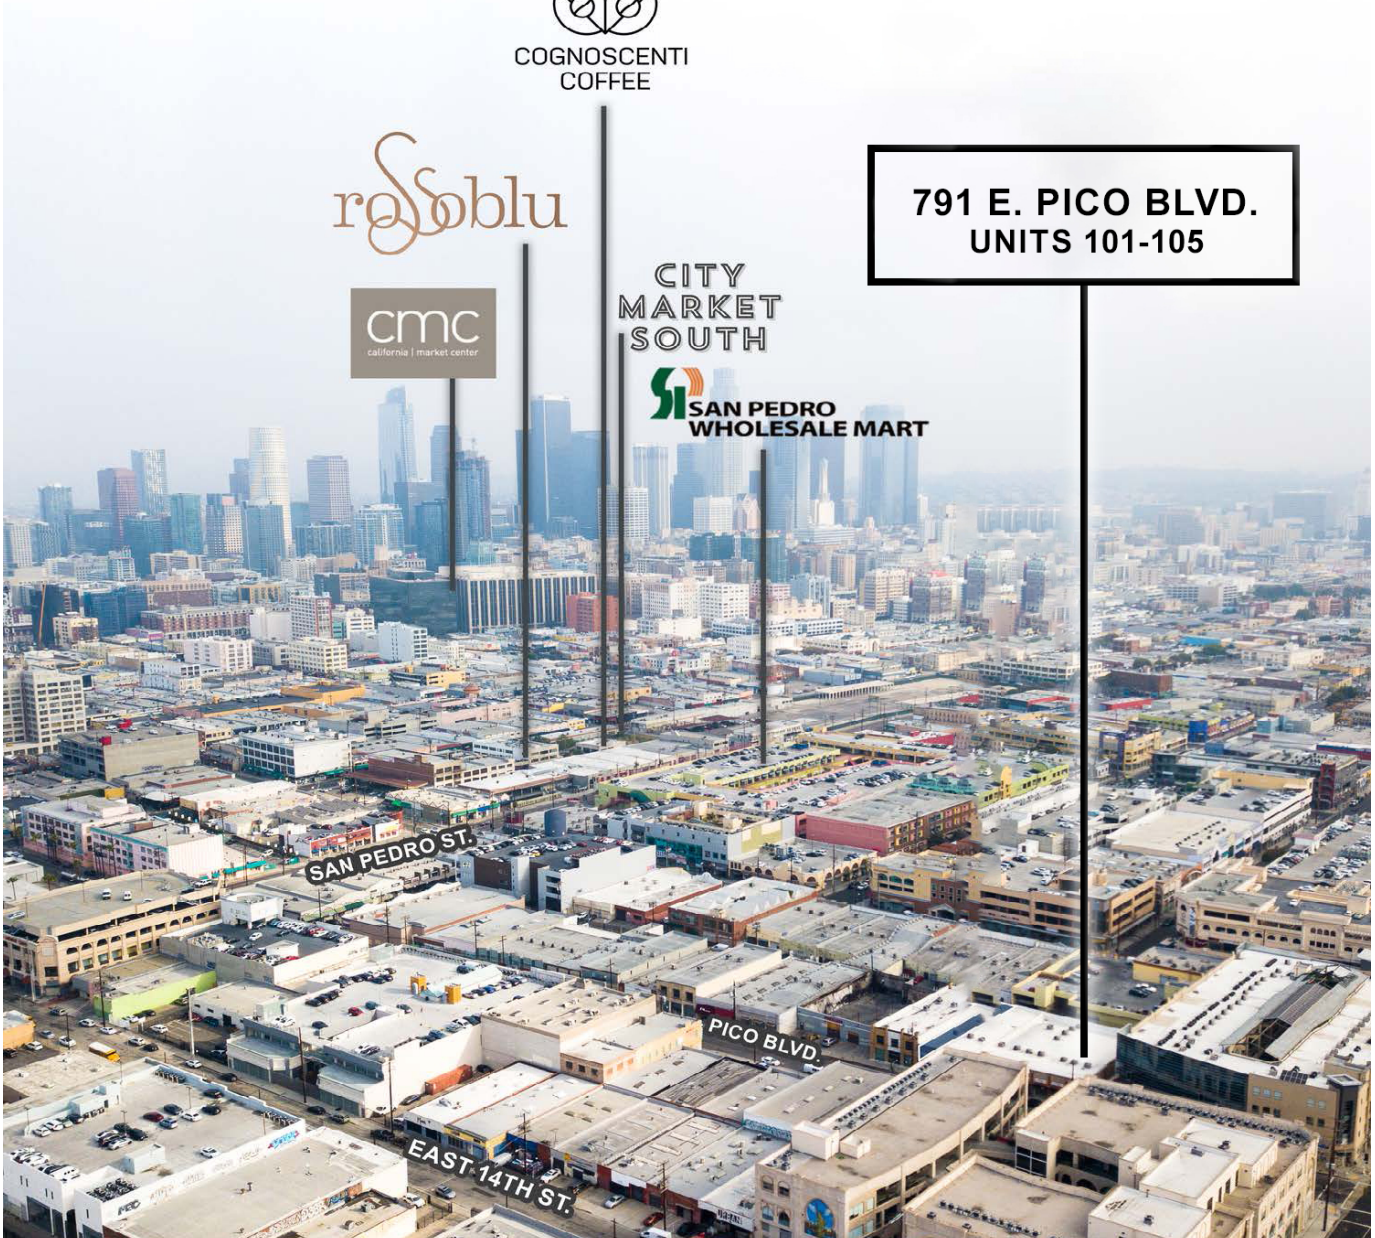 COGNOSCENTI
COFFEE
rossoblu
cmc
california | market center
CITY
MARKET
SOUTH
SAN PEDRO
WHOLESALE MART
791 E. PICO BLVD.
UNITS 101-105
SAN PEDRO ST.
PICO BLVD.
EAST 14TH ST.
URBAN